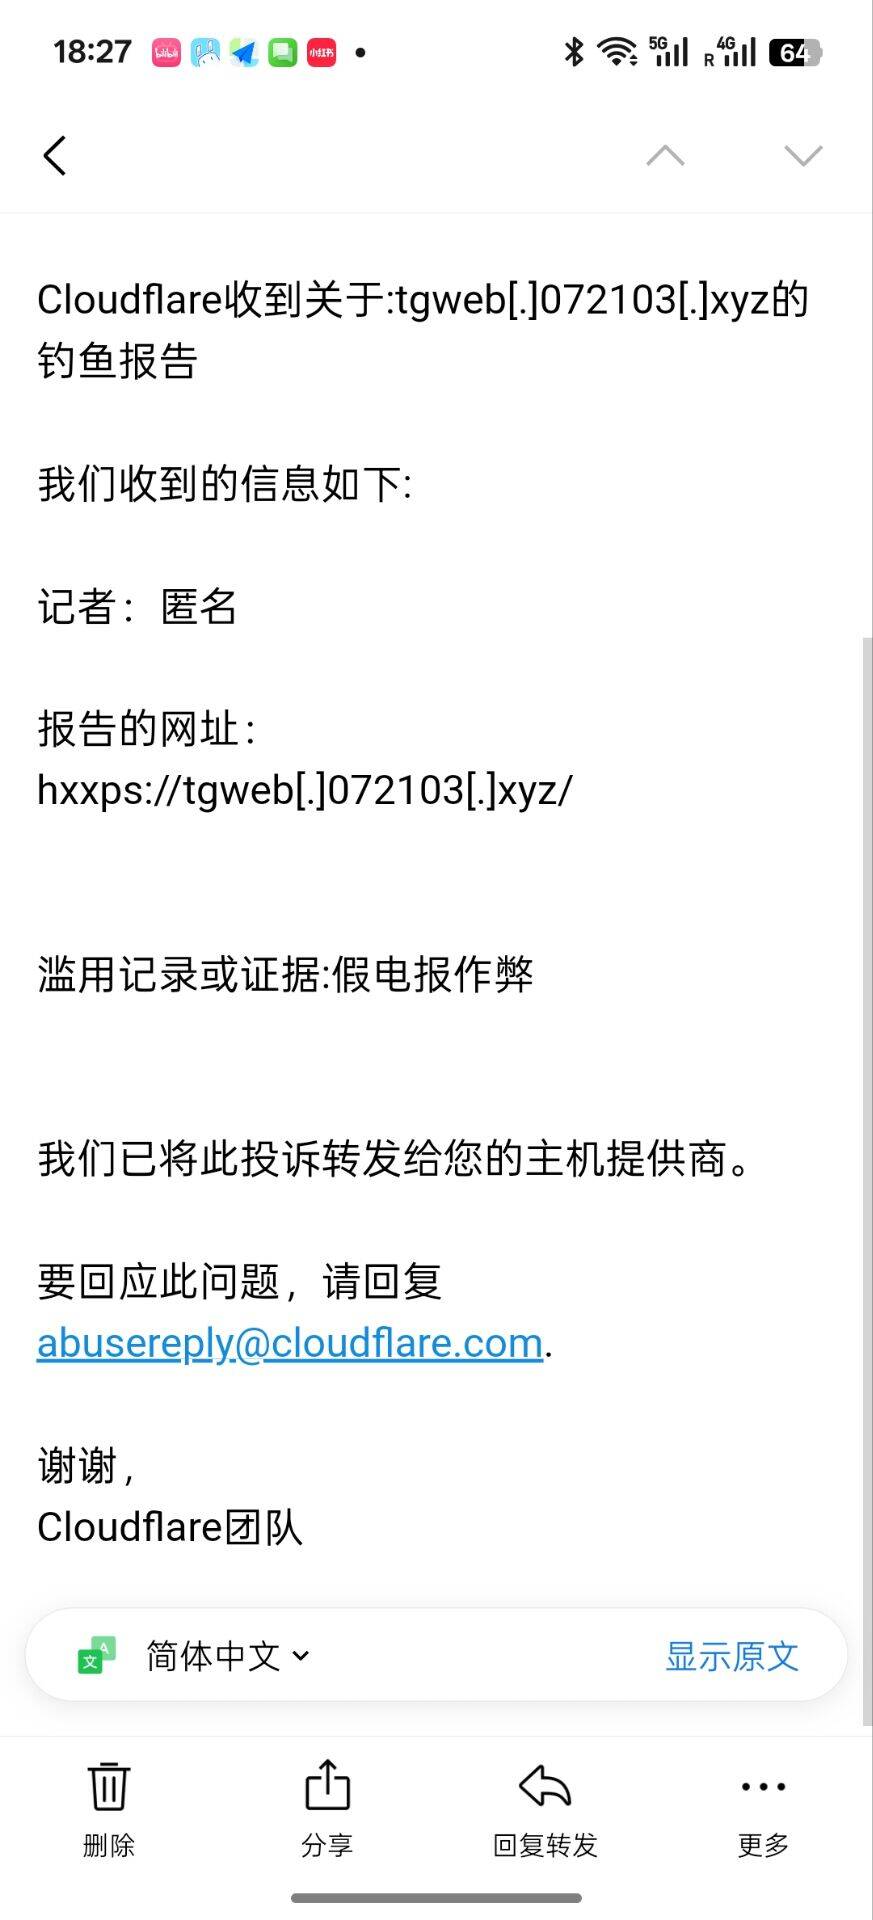 18:27
bilibili
小红书
5G
R 4G
64
Cloudflare收到关于:tgweb[.]072103[.]xyz的
钓鱼报告
我们收到的信息如下:
记者：匿名
报告的网址：
hxxps://tgweb[.]072103[.]xyz/
滥用记录或证据:假电报作弊
我们已将此投诉转发给您的主机提供商。
要回应此问题，请回复
abusereply@cloudflare.com.
谢谢，
Cloudflare团队
文 A 简体中文 显示原文
删除 分享 回复转发 更多